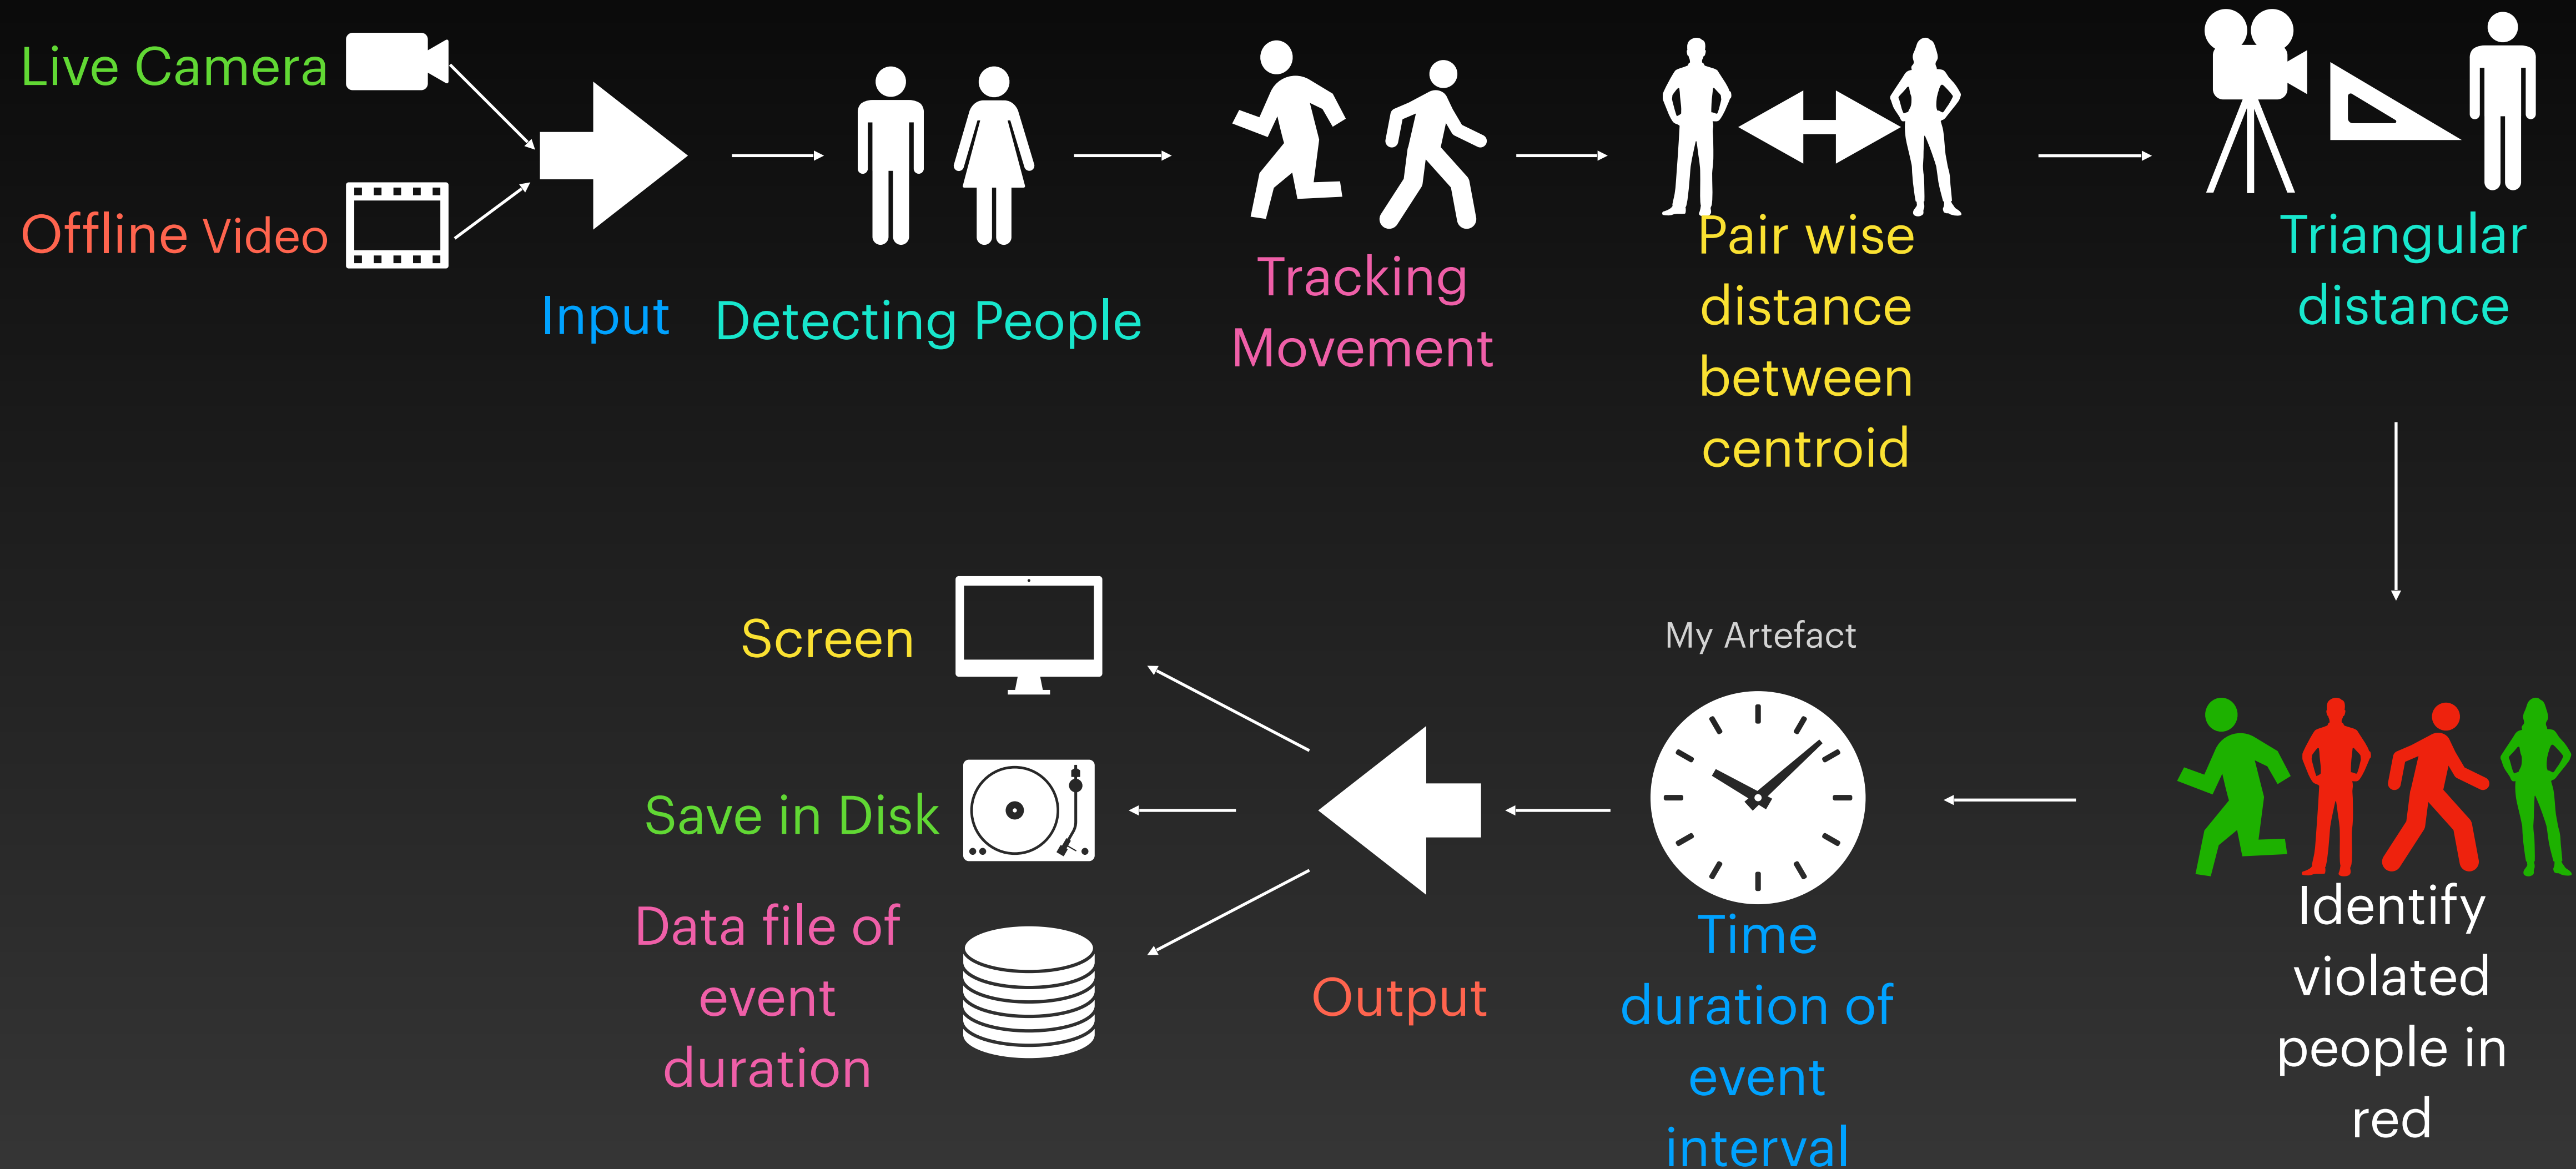 Live Camera
Offline Video
Input
Detecting People
Tracking
Movement
Pair wise
distance
between
centroid
Triangular
distance
Identify
violated
people in
red
My Artefact
Time
duration of
event
interval
Output
Screen
Save in Disk
Data file of
event
duration